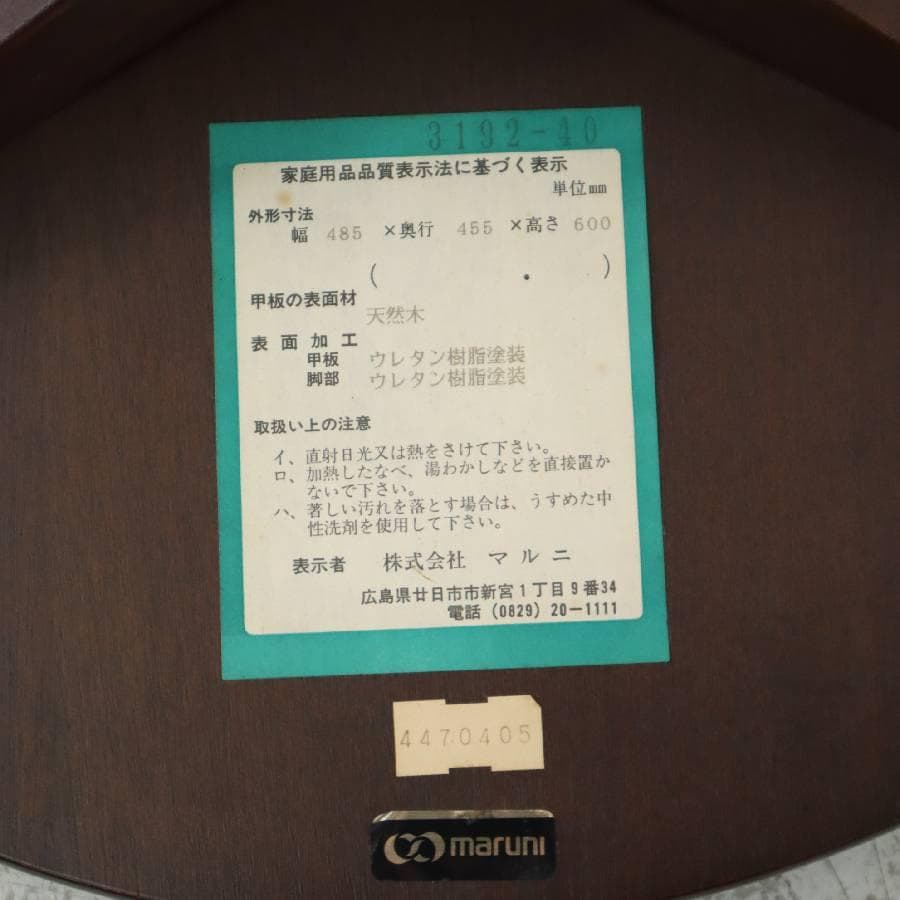 3192-40
家庭用品品質表示法に基づく表示
単位mm
外形寸法
幅 485 ×奥行 455 ×高さ 600
( . )
甲板の表面材
天然木
表面加工
甲板 ウレタン樹脂塗装
脚部 ウレタン樹脂塗装
取扱い上の注意
イ、直射日光又は熱をさけて下さい。
ロ、加熱したなべ、湯わかしなどを直接置か
ないで下さい。
ハ、著しい汚れを落とす場合は、うすめた中
性洗剤を使用して下さい。
表示者 株式会社 マルニ
広島県廿日市市新宮1丁目9番34
電話(0829)20-1111
4470405
maruni